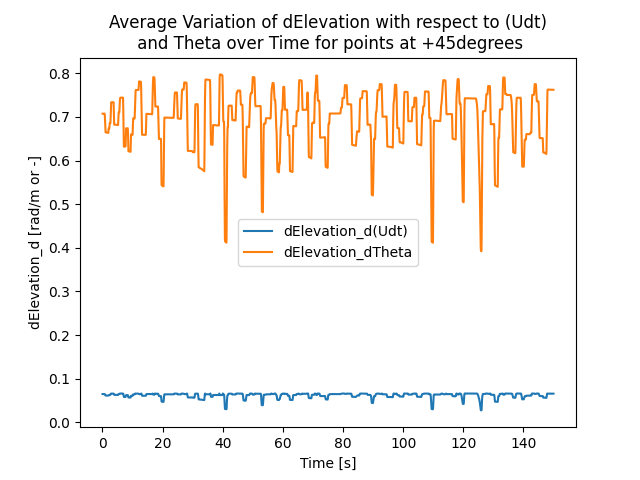 Average Variation of dElevation with respect to (Udt)
and Theta over Time for points at +45degrees
dElevation_d [rad/m or -]
0.8
0.7
0.6
0.5
0.4
0.3
0.2
0.1
0.0
dElevation_d(Udt)
dElevation_dTheta
0 20 40 60 80 100 120 140
Time [s]